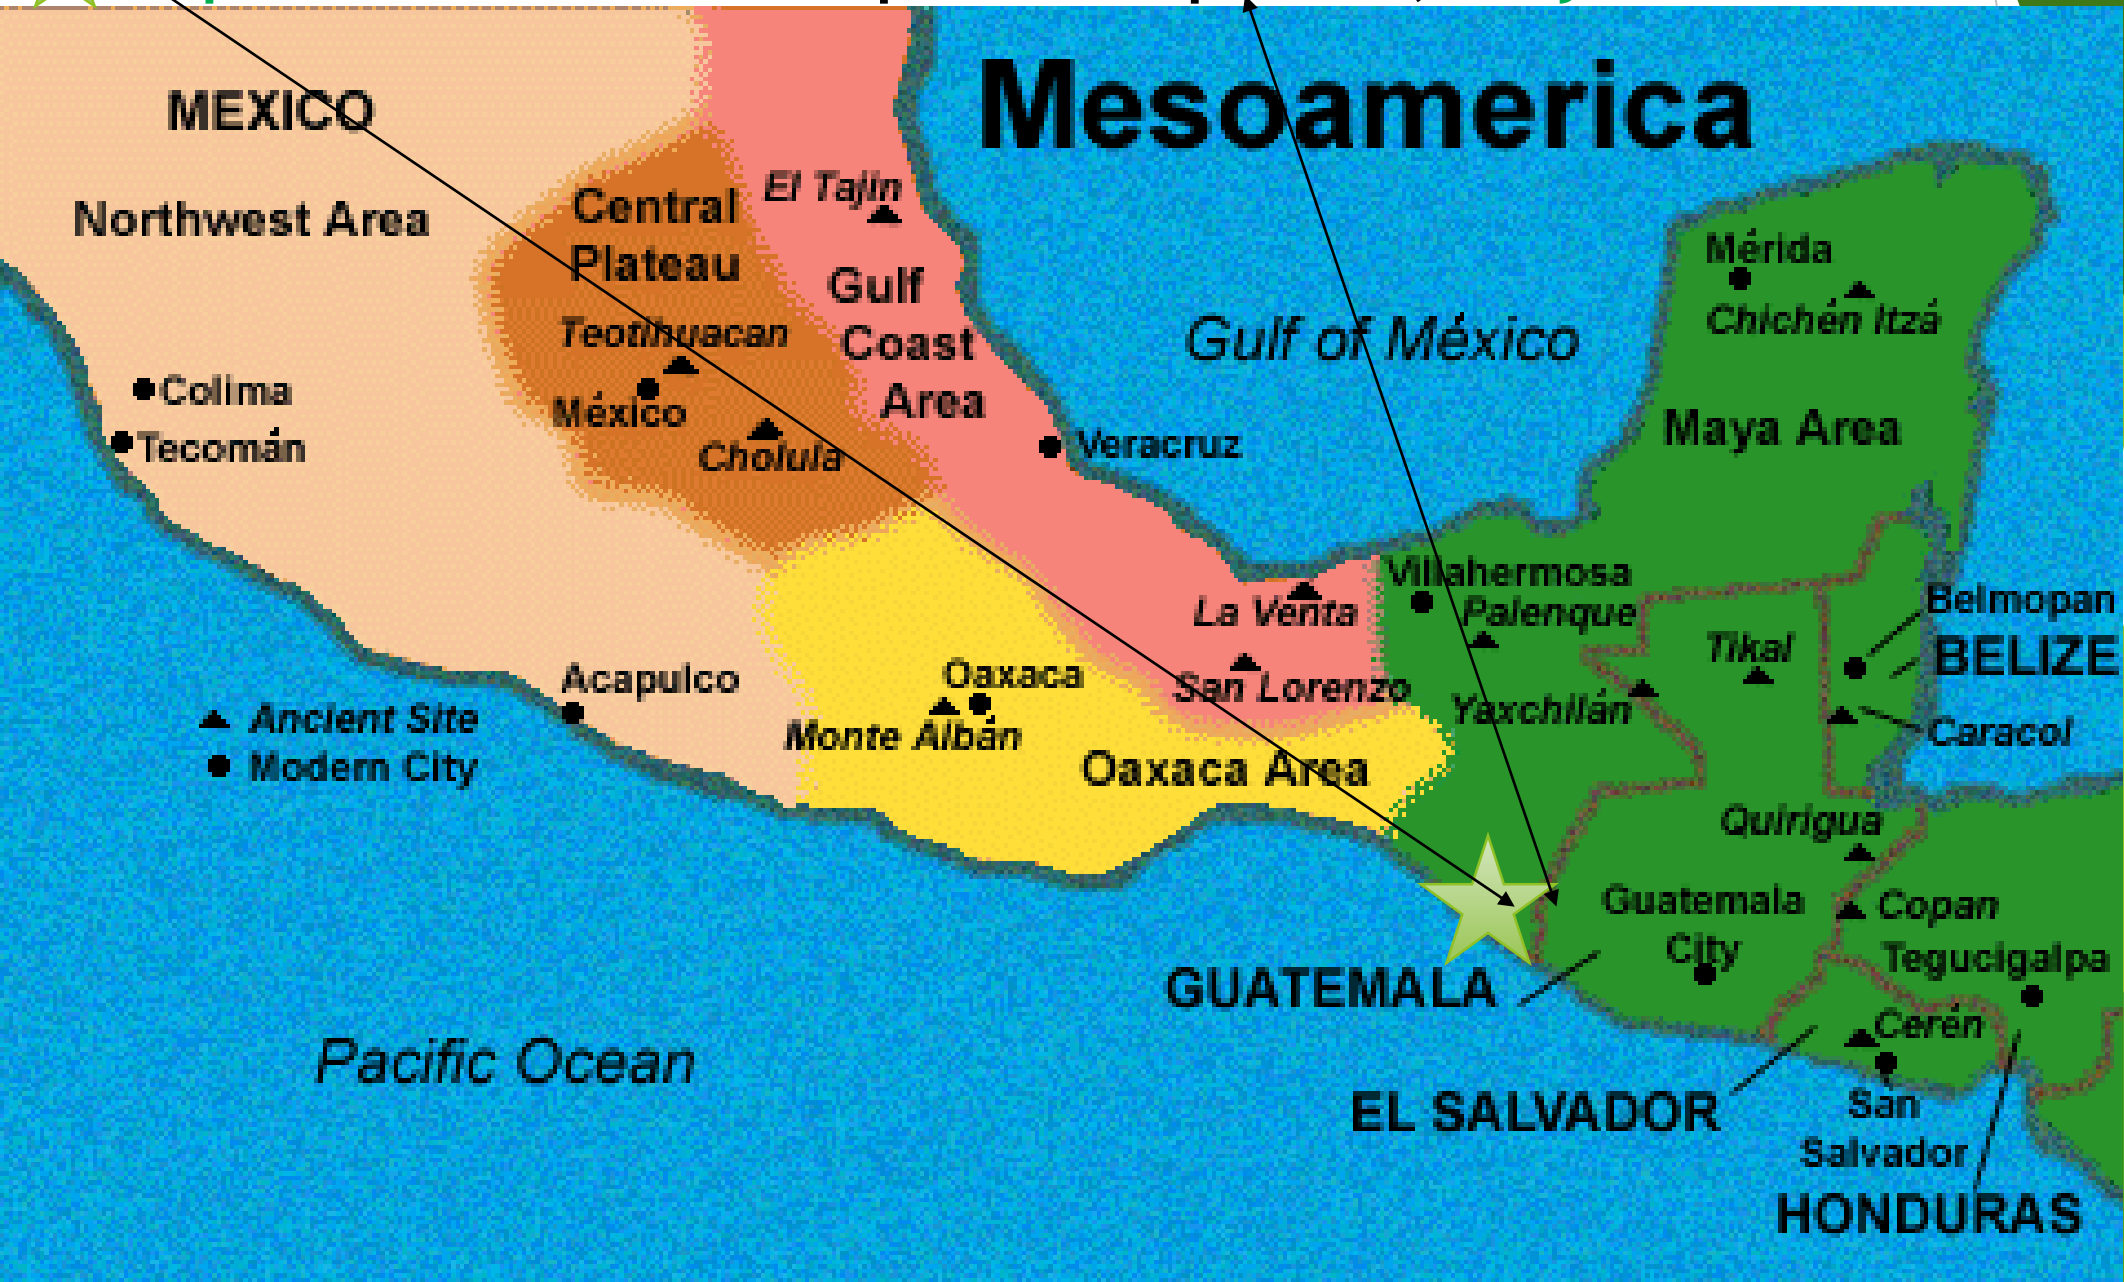 Mesoamerica
MEXICO
Northwest Area
Central
Plateau
El Tajin
Gulf
Coast
Area
Gulf of México
Mérida
Chichén Itzá
Maya Area
Teotihuacan
México
Cholula
Colima
Tecomán
Veracruz
Villahermosa
Palenque
La Venta
San Lorenzo
Yaxchilán
Tikal
Belmopan
BELIZE
Caracol
Acapulco
Oaxaca
Monte Albán
Oaxaca Area
Ancient Site
Modern City
Quirigua
Guatemala
City
Copan
Tegucigalpa
GUATEMALA
Cerén
Pacific Ocean
EL SALVADOR
San
Salvador
HONDURAS